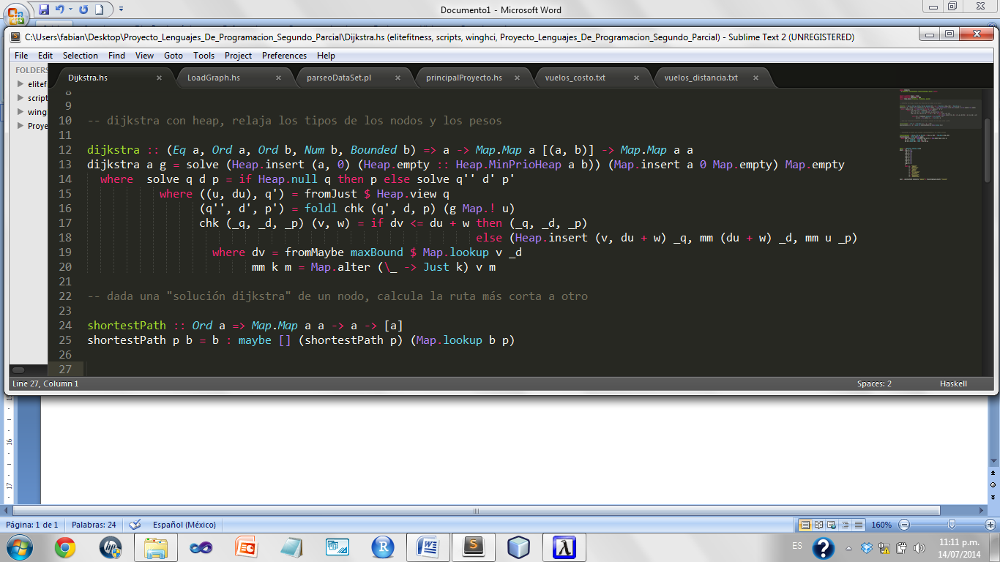 Documento1 - Microsoft Word
C:\Users\fabian\Desktop\Proyecto_Lenguajes_De_Programacion_Segundo_Parcial\Dijkstra.hs (elitefitness, scripts, winghci, Proyecto_Lenguajes_De_Programacion_Segundo_Parcial) - Sublime Text 2 (UNREGISTERED)
File Edit Selection Find View Goto Tools Project Preferences Help
FOLDERS
elitef
script
wing
Proye
Dijkstra.hs × LoadGraph.hs × parseoDataSet.pl × principalProyecto.hs × vuelos_costo.txt × vuelos_distancia.txt ×
8
9
10 -- dijkstra con heap, relaja los tipos de los nodos y los pesos
11
12 dijkstra :: (Eq a, Ord a, Ord b, Num b, Bounded b) => a -> Map.Map a [(a, b)] -> Map.Map a a
13 dijkstra a g = solve (Heap.insert (a, 0) (Heap.empty :: Heap.MinPrioHeap a b)) (Map.insert a 0 Map.empty) Map.empty
14 where solve q d p = if Heap.null q then p else solve q'' d' p'
15 where ((u, du), q') = fromJust $ Heap.view q
16 (q'', d', p') = foldl chk (q', d, p) (g Map.! u)
17 chk (_q, _d, _p) (v, w) = if dv <= du + w then (_q, _d, _p)
18 else (Heap.insert (v, du + w) _q, mm (du + w) _d, mm u _p)
19 where dv = fromMaybe maxBound $ Map.lookup v _d
20 mm k m = Map.alter (\_ -> Just k) v m
21
22 -- dada una "solución dijkstra" de un nodo, calcula la ruta más corta a otro
23
24 shortestPath :: Ord a => Map.Map a a -> a -> [a]
25 shortestPath p b = b : maybe [] (shortestPath p) (Map.lookup b p)
26
27
Line 27, Column 1 Spaces: 2 Haskell
16
17
Página: 1 de 1 Palabras: 24 Español (México) 160%
ES 11:11 p.m.
14/07/2014